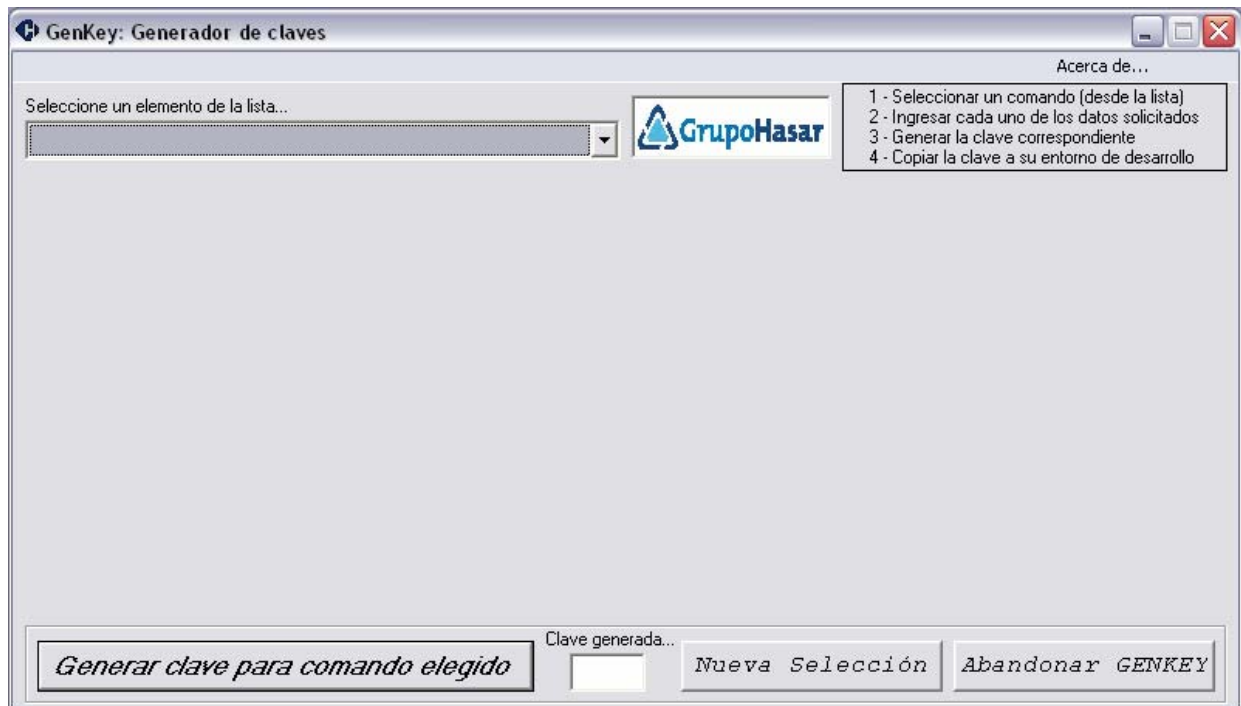 GenKey: Generador de claves
Acerca de...
Seleccione un elemento de la lista...
GrupoHasar
1 - Seleccionar un comando (desde la lista)
2 - Ingresar cada uno de los datos solicitados
3 - Generar la clave correspondiente
4 - Copiar la clave a su entorno de desarrollo
Clave generada...
Generar clave para comando elegido
Nueva Selección
Abandonar GENKEY